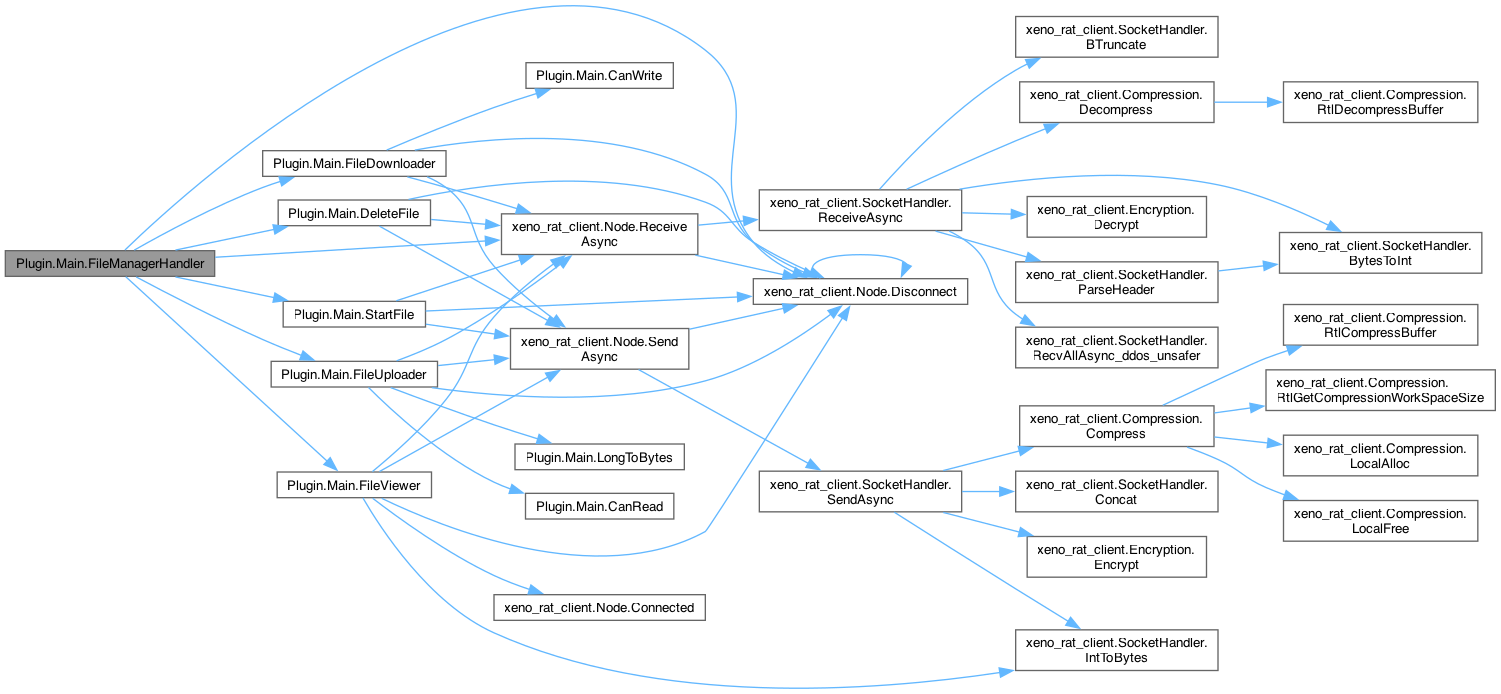 Plugin.Main.FileManagerHandler
Plugin.Main.FileDownloader
Plugin.Main.DeleteFile
Plugin.Main.StartFile
Plugin.Main.FileUploader
Plugin.Main.FileViewer
Plugin.Main.CanWrite
xeno_rat_client.Node.Receive
Async
xeno_rat_client.Node.Send
Async
Plugin.Main.LongToBytes
Plugin.Main.CanRead
xeno_rat_client.Node.Connected
xeno_rat_client.SocketHandler.
ReceiveAsync
xeno_rat_client.Node.Disconnect
xeno_rat_client.SocketHandler.
SendAsync
xeno_rat_client.SocketHandler.
BTruncate
xeno_rat_client.Compression.
Decompress
xeno_rat_client.Encryption.
Decrypt
xeno_rat_client.SocketHandler.
ParseHeader
xeno_rat_client.SocketHandler.
RecvAllAsync_ddos_unsafer
xeno_rat_client.Compression.
Compress
xeno_rat_client.SocketHandler.
Concat
xeno_rat_client.Encryption.
Encrypt
xeno_rat_client.SocketHandler.
IntToBytes
xeno_rat_client.Compression.
RtlDecompressBuffer
xeno_rat_client.SocketHandler.
BytesToInt
xeno_rat_client.Compression.
RtlCompressBuffer
xeno_rat_client.Compression.
RtlGetCompressionWorkSpaceSize
xeno_rat_client.Compression.
LocalAlloc
xeno_rat_client.Compression.
LocalFree